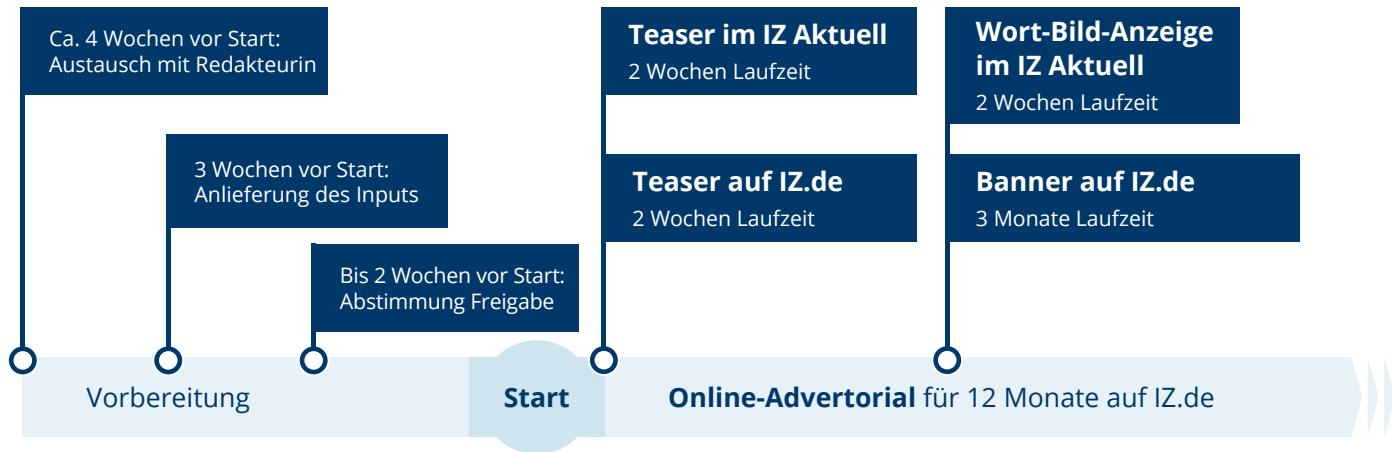 Ca. 4 Wochen vor Start:
Austausch mit Redakteurin
3 Wochen vor Start:
Anlieferung des Inputs
Bis 2 Wochen vor Start:
Abstimmung Freigabe
Teaser im IZ Aktuell
2 Wochen Laufzeit
Teaser auf IZ.de
2 Wochen Laufzeit
Wort-Bild-Anzeige
im IZ Aktuell
2 Wochen Laufzeit
Banner auf IZ.de
3 Monate Laufzeit
Vorbereitung
Start
Online-Advertorial für 12 Monate auf IZ.de